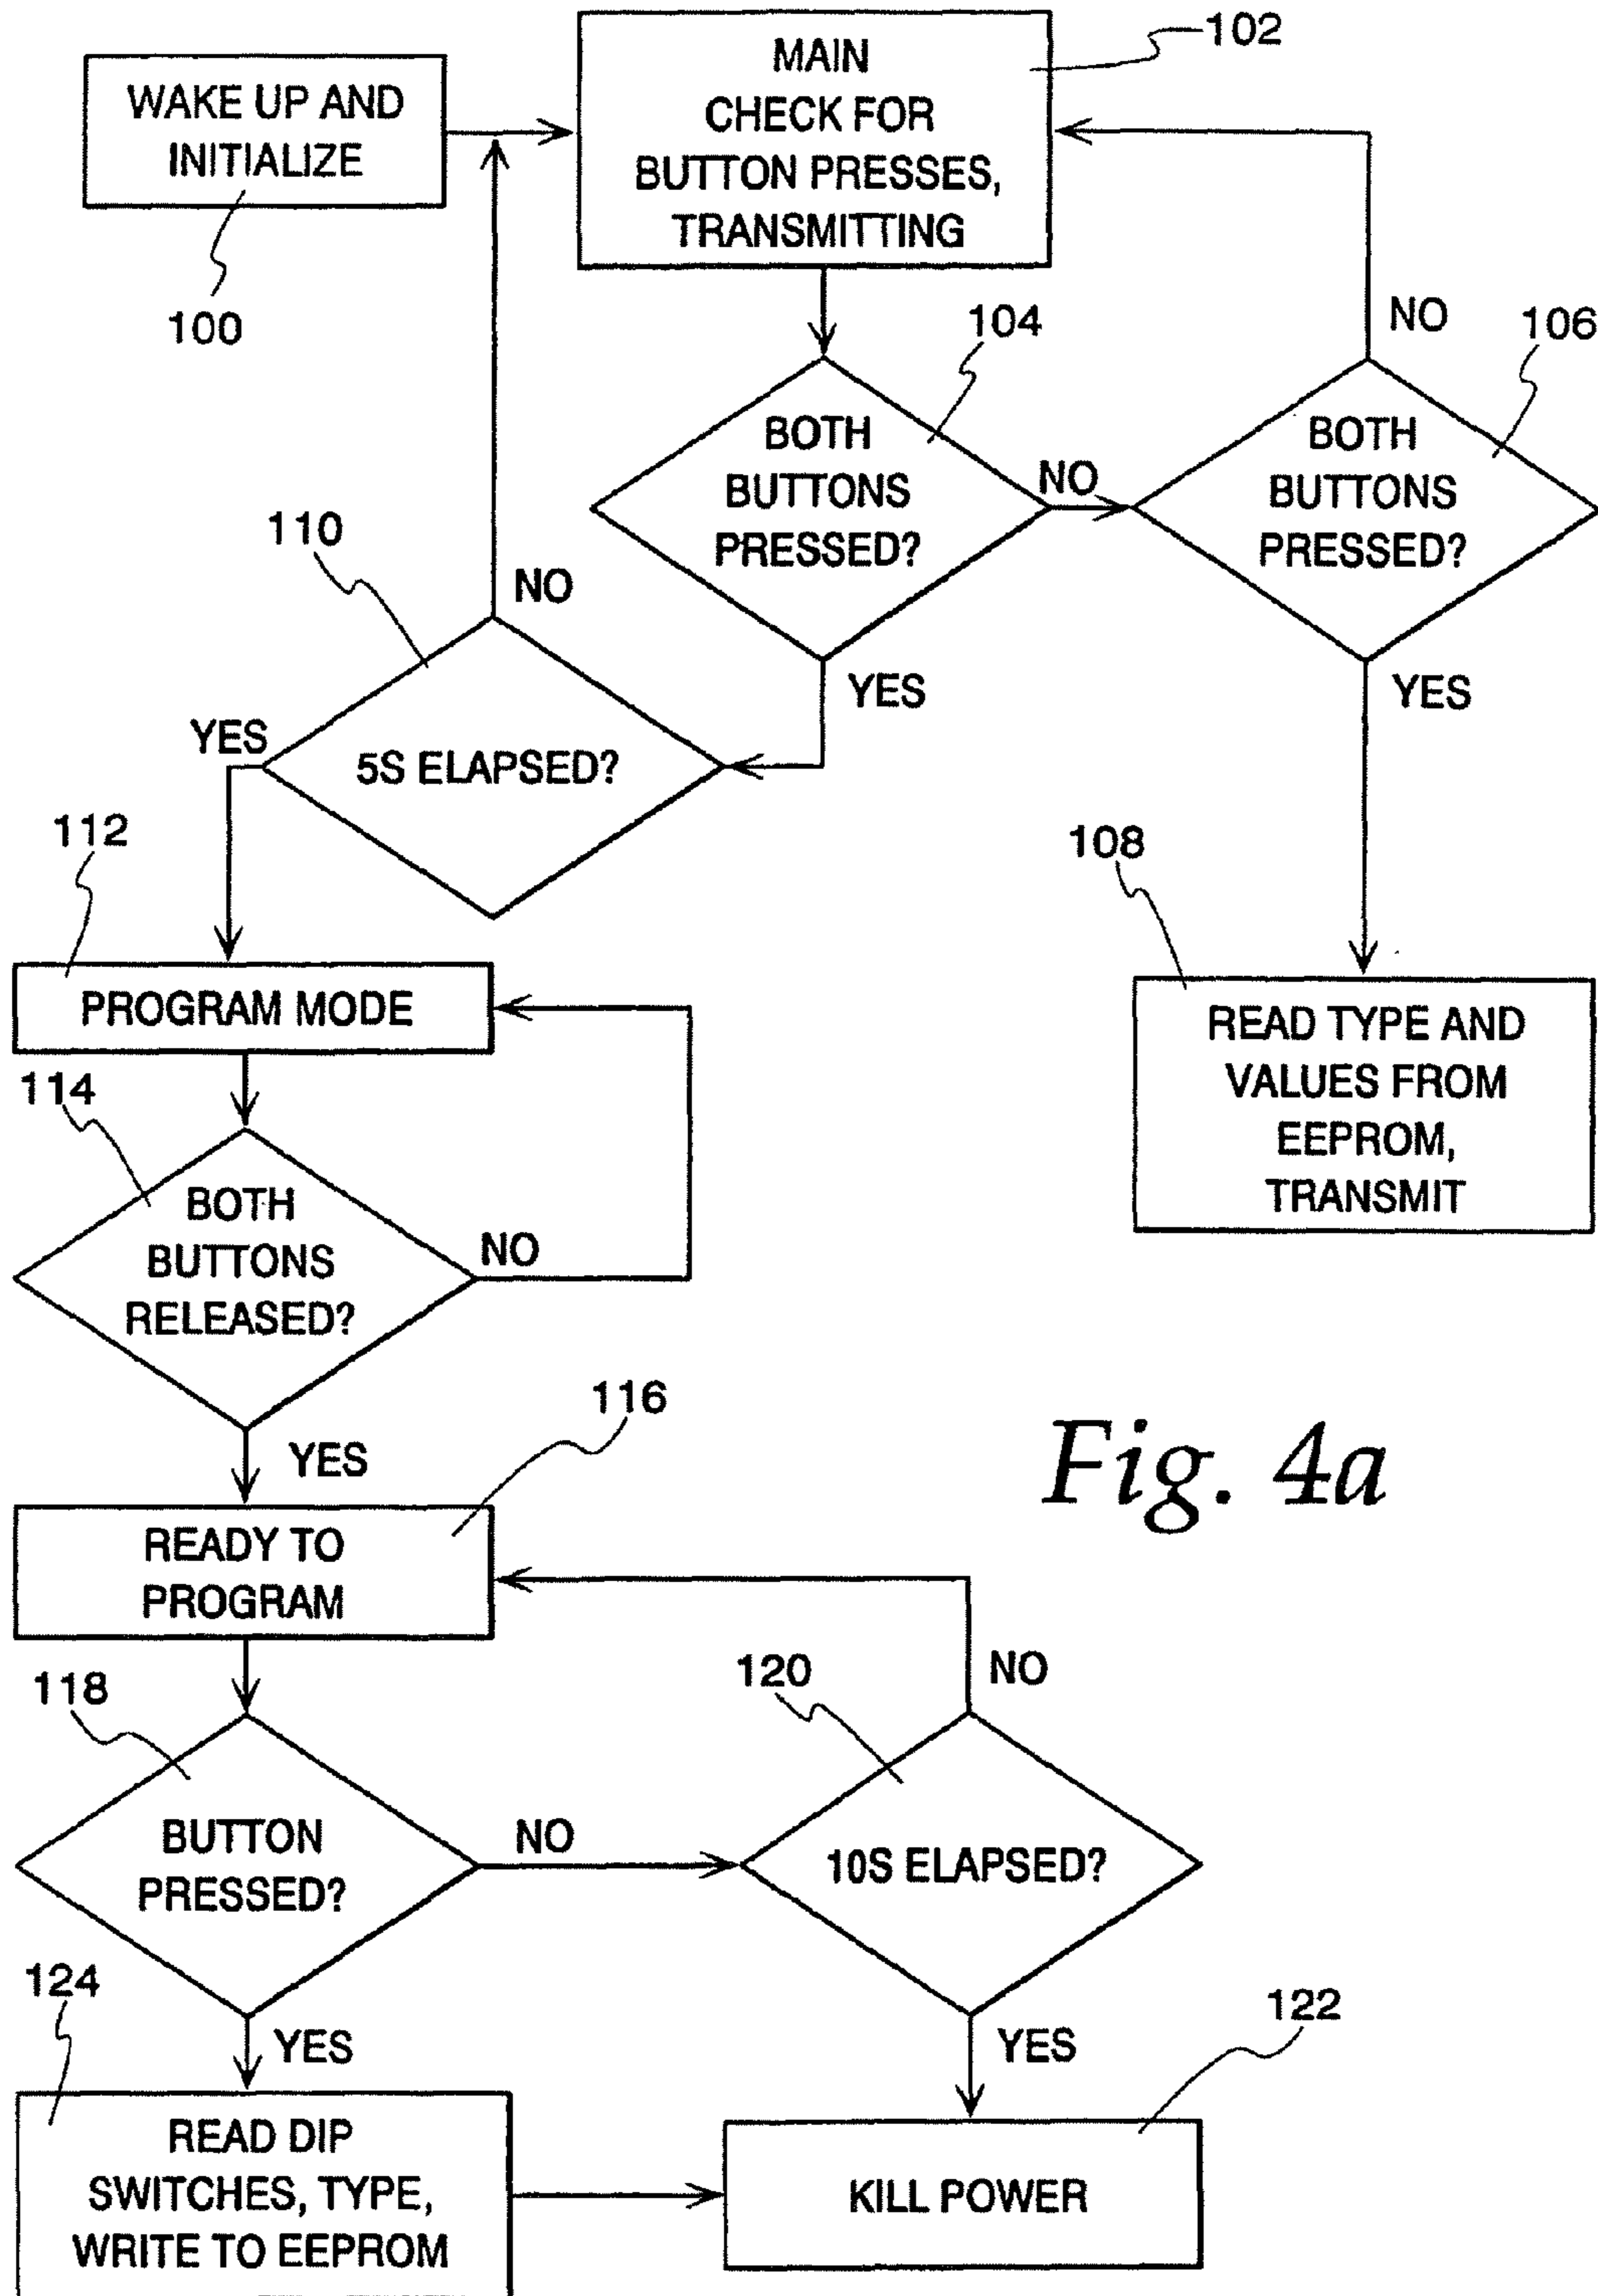 102
MAIN
CHECK FOR
BUTTON PRESSES,
TRANSMITTING
WAKE UP AND
INITIALIZE
100
104
BOTH
BUTTONS
PRESSED?
NO
YES
106
BOTH
BUTTONS
PRESSED?
NO
YES
110
5S ELAPSED?
NO
YES
108
READ TYPE AND
VALUES FROM
EEPROM,
TRANSMIT
112
PROGRAM MODE
114
BOTH
BUTTONS
RELEASED?
NO
YES
116
READY TO
PROGRAM
Fig. 4a
118
BUTTON
PRESSED?
NO
YES
120
10S ELAPSED?
NO
YES
124
READ DIP
SWITCHES, TYPE,
WRITE TO EEPROM
122
KILL POWER